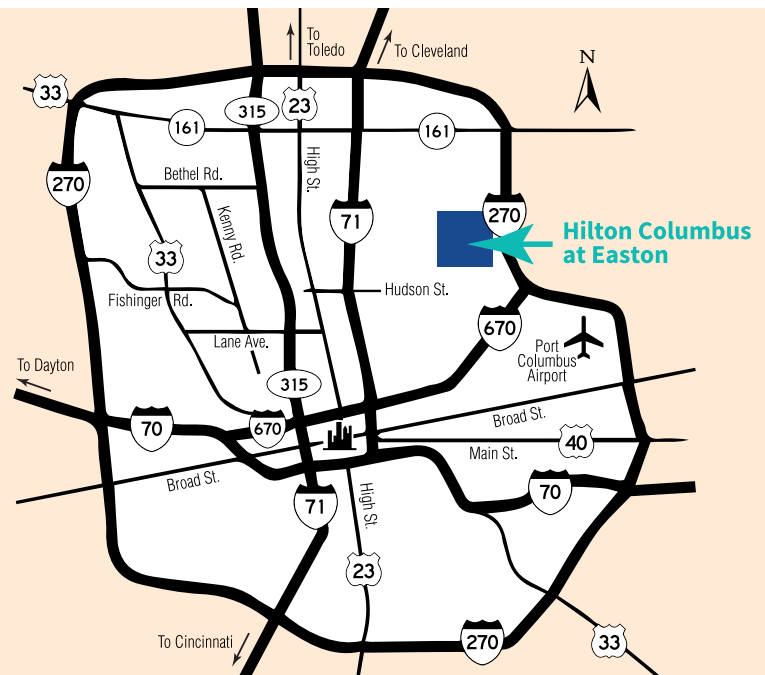 To
Toledo
To Cleveland
N
33
315
23
161
161
Bethel Rd.
High St.
270
Kenny Rd.
71
270
Hilton Columbus
at Easton
33
Fishinger Rd.
Hudson St.
670
Lane Ave.
Port
Columbus
Airport
To Dayton
315
Broad St.
70
670
40
Main St.
Broad St.
High St.
70
71
23
To Cincinnati
270
33